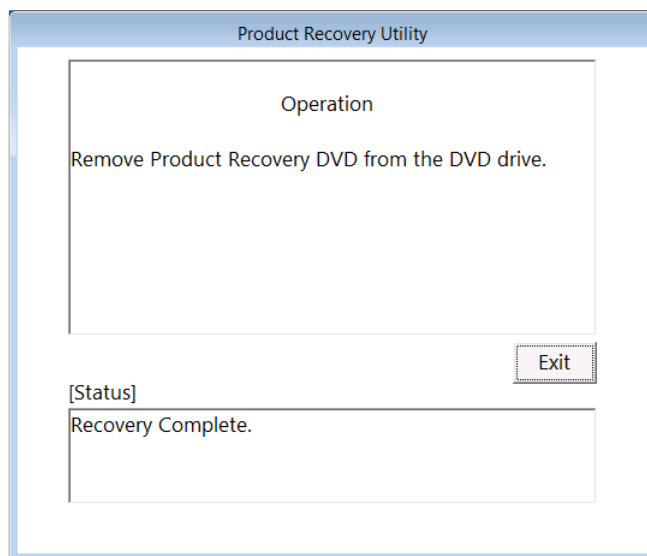 Product Recovery Utility
Operation
Remove Product Recovery DVD from the DVD drive.
Exit
[Status]
Recovery Complete.